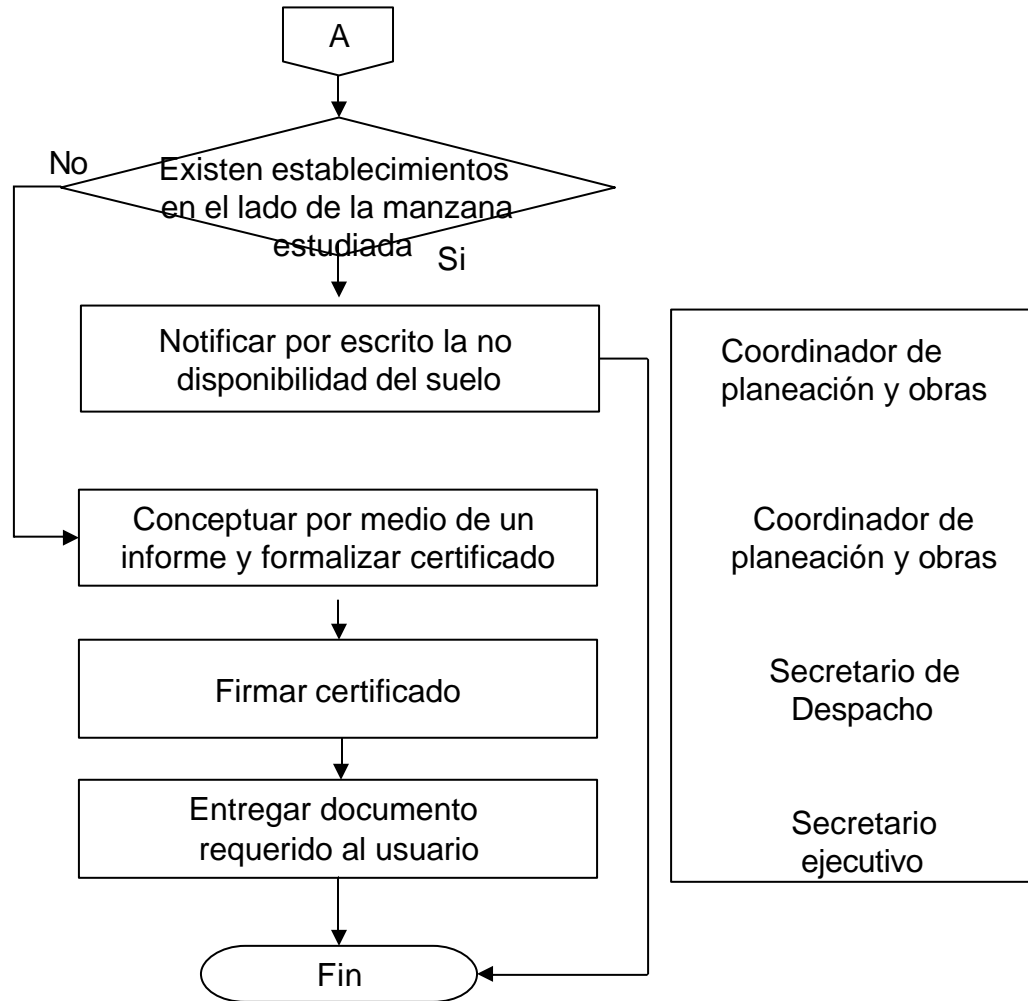 A
No
Existen establecimientos
en el lado de la manzana
estudiada
Si
Notificar por escrito la no
disponibilidad del suelo
Coordinador de
planeación y obras
Conceptuar por medio de un
informe y formalizar certificado
Coordinador de
planeación y obras
Firmar certificado
Secretario de
Despacho
Entregar documento
requerido al usuario
Secretario
ejecutivo
Fin